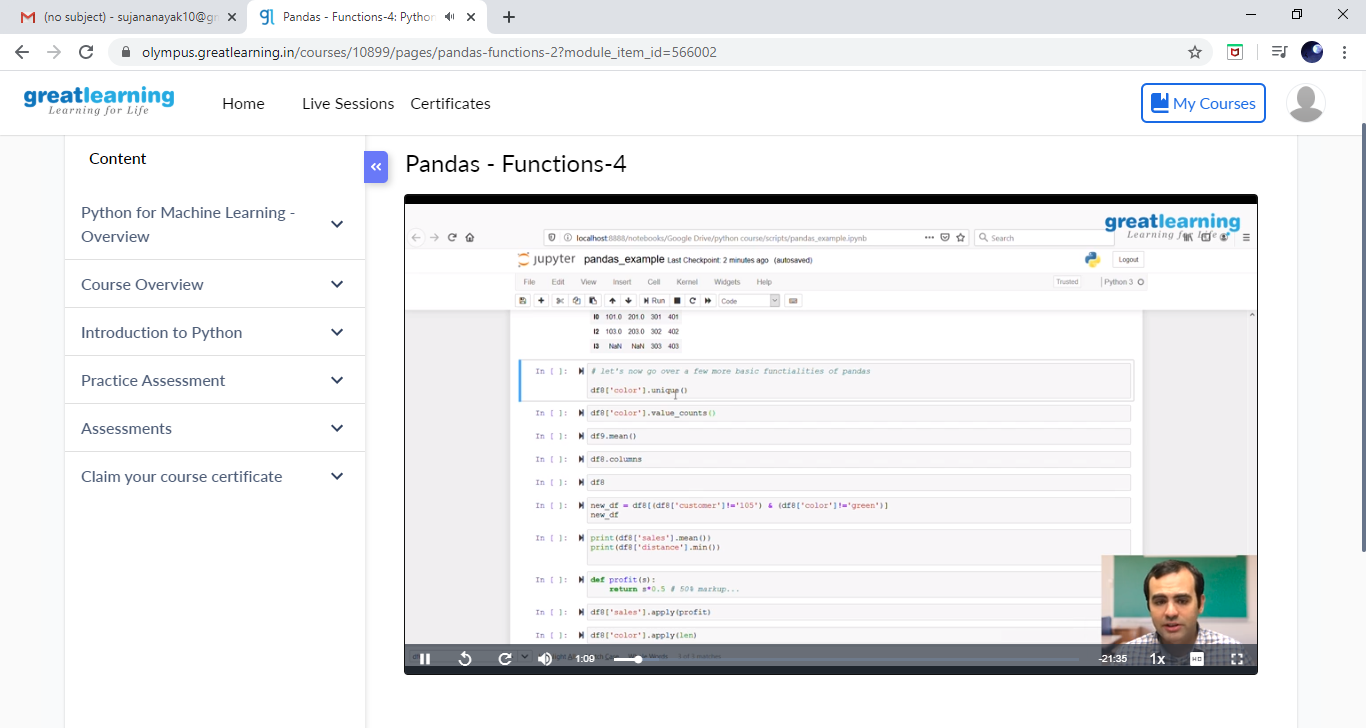 (no subject) - sujananayak10@gm
Pandas - Functions-4: Python
olympus.greatlearning.in/courses/10899/pages/pandas-functions-2?module_item_id=566002
greatlearning
Learning for Life
Home
Live Sessions
Certificates
My Courses
Content
Python for Machine Learning -
Overview
Course Overview
Introduction to Python
Practice Assessment
Assessments
Claim your course certificate
Pandas - Functions-4
greatlearning
Learning for Life
localhost:8888/notebooks/Google Drive/python course/scripts/pandas_example.ipynb
Search
jupyter pandas_example Last Checkpoint: 2 minutes ago (autosaved)
Logout
File Edit View Insert Cell Kernel Widgets Help
Trusted
Python 3
Run
Code
I0 101.0 201.0 301 401
I2 103.0 203.0 302 402
I3 NaN NaN 303 403
In [ ]: # let's now go over a few more basic functialities of pandas
df8['color'].unique()
In [ ]: df8['color'].value_counts()
In [ ]: df9.mean()
In [ ]: df8.columns
In [ ]: df8
In [ ]: new_df = df8[(df8['customer']!='105') & (df8['color']!='green')]
new_df
In [ ]: print(df8['sales'].mean())
print(df8['distance'].min())
In [ ]: def profit(s):
return s*0.5 # 50% markup...
In [ ]: df8['sales'].apply(profit)
In [ ]: df8['color'].apply(len)
1:09
-21:35
1x
HD